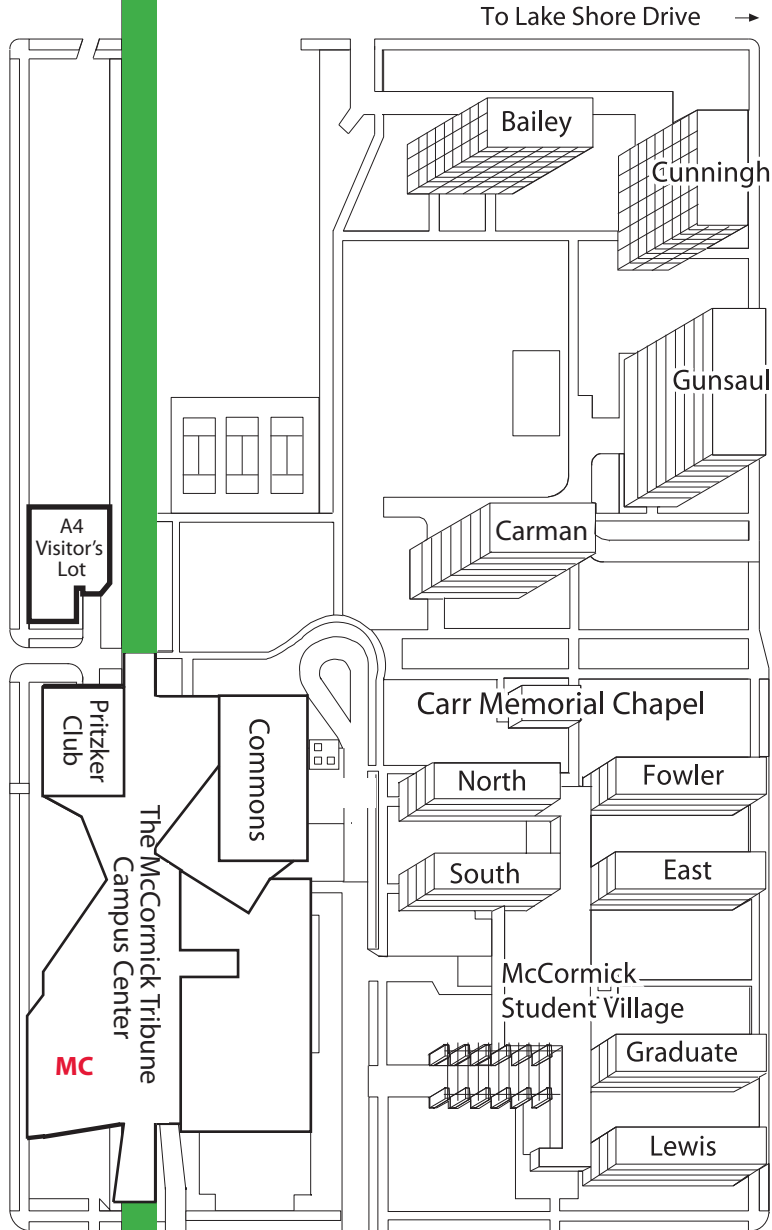 To Lake Shore Drive
Bailey
Cunningh
Gunsaul
A4
Visitor's
Lot
Carman
Pritzker
Club
Commons
Carr Memorial Chapel
North
Fowler
South
East
The McCormick Tribune
Campus Center
McCormick
Student Village
MC
Graduate
Lewis